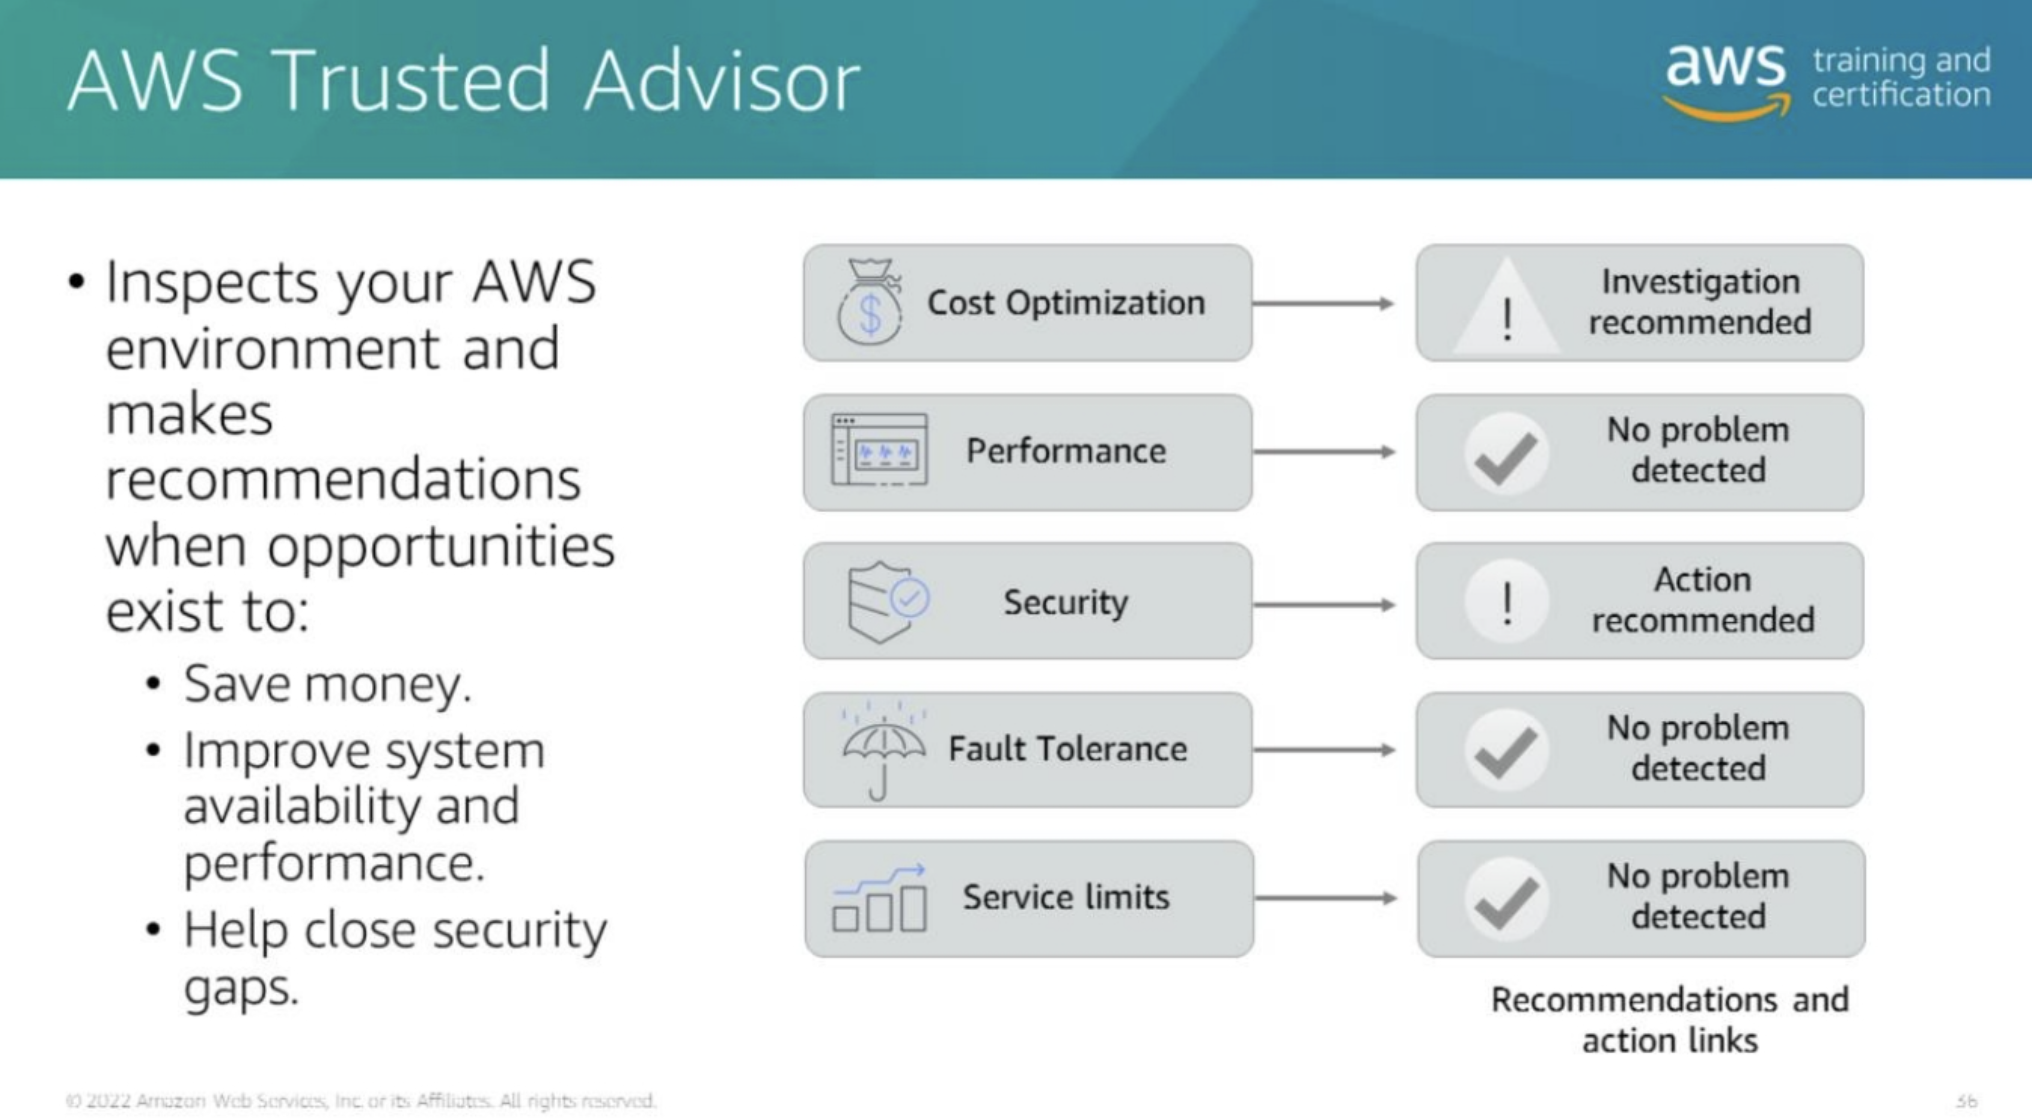 AWS Trusted Advisor
aws training and
certification
• Inspects your AWS
environment and
makes
recommendations
when opportunities
exist to:
• Save money.
• Improve system
availability and
performance.
• Help close security
gaps.
Cost Optimization
Investigation
recommended
Performance
No problem
detected
Security
Action
recommended
Fault Tolerance
No problem
detected
Service limits
No problem
detected
Recommendations and
action links
© 2022 Amazon Web Services, Inc. or its Affiliates. All rights reserved.
36